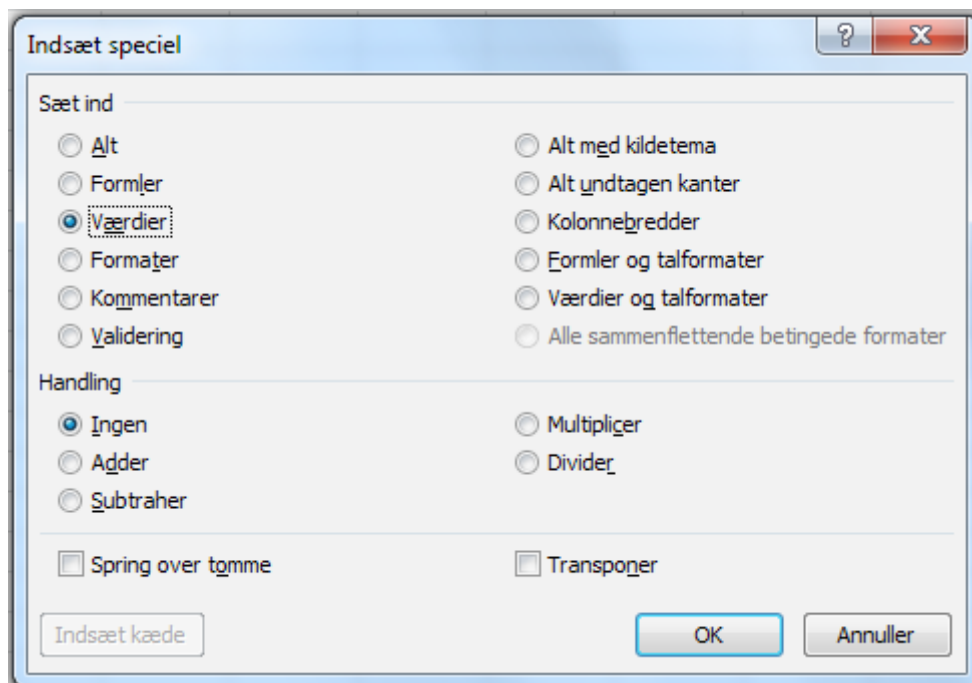 Indsæt speciel
Sæt ind
Alt
Formler
Værdier
Formater
Kommentarer
Validering
Alt med kildetema
Alt undtagen kanter
Kolonnebredder
Formler og talformater
Værdier og talformater
Alle sammenflettende betingede formater
Handling
Ingen
Adder
Subtraher
Multiplicer
Divider
Spring over tomme
Transponer
Indsæt kæde
OK
Annuller